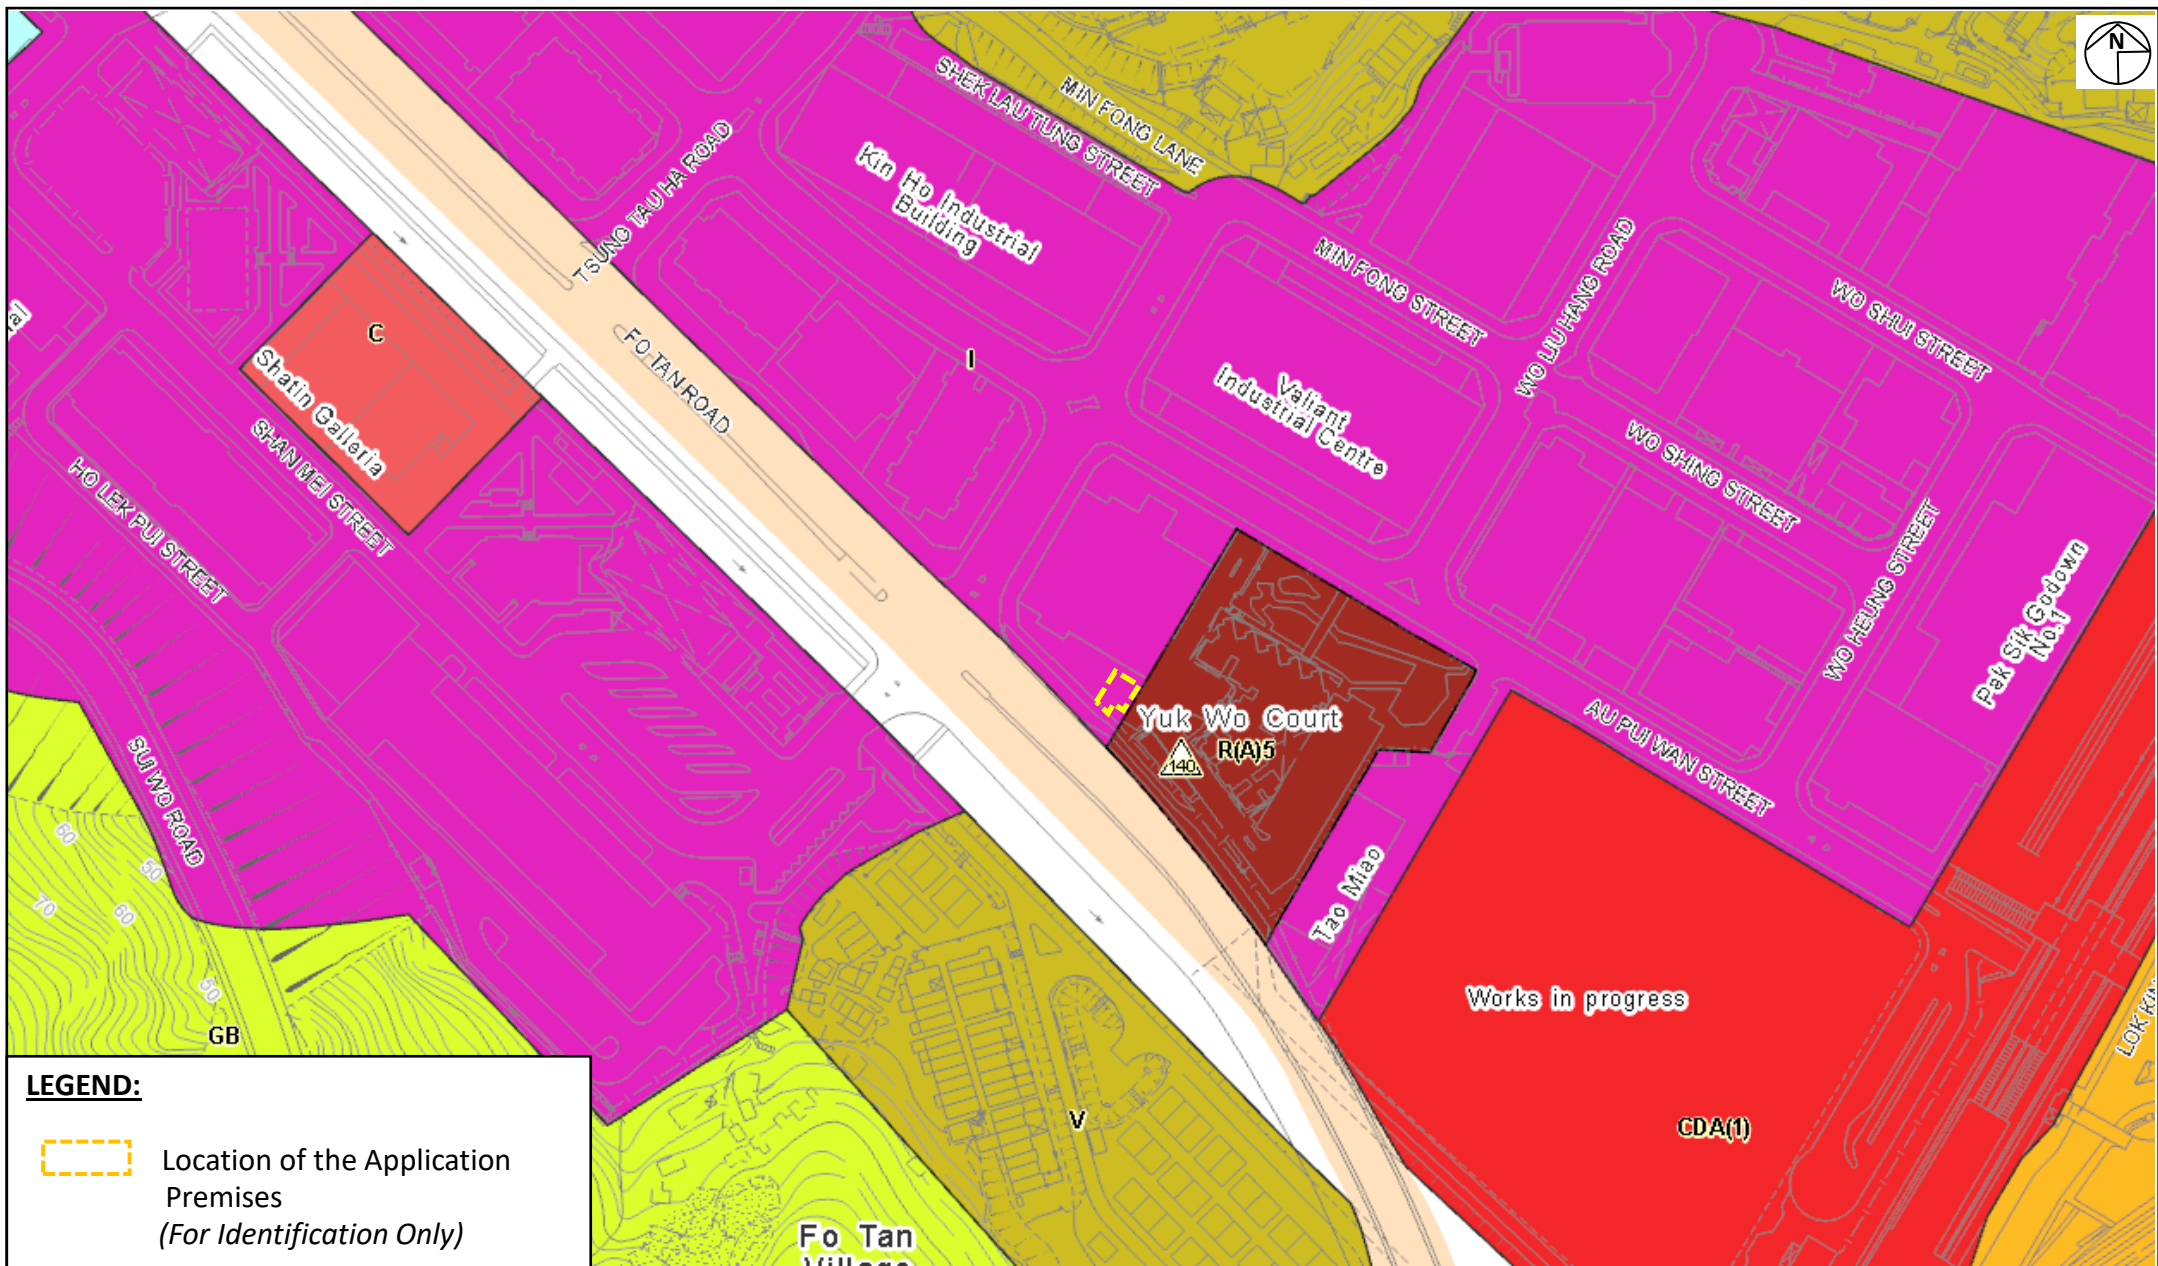 N
SHEK LAU TUNG STREET
MIN FONG LANE
TSUNG TAU HA ROAD
Kin Ho Industrial
Building
MIN FONG STREET
WO LIU HANG ROAD
WO SHUI STREET
C
Shatin Galleria
FO TAN ROAD
I
Valiant
Industrial Centre
SHAN MEI STREET
HO LEK PUI STREET
WO SHING STREET
WO HEUNG STREET
Pak Sik Godown
No.1
Yuk Wo Court
R(A)5
140
AU PUI WAN STREET
SUI WO ROAD
Tao Miao
60
50
70
60
50
GB
Works in progress
LOK KIN
V
CDA(1)
LEGEND:
Location of the Application
Premises
(For Identification Only)
Fo Tan
Village